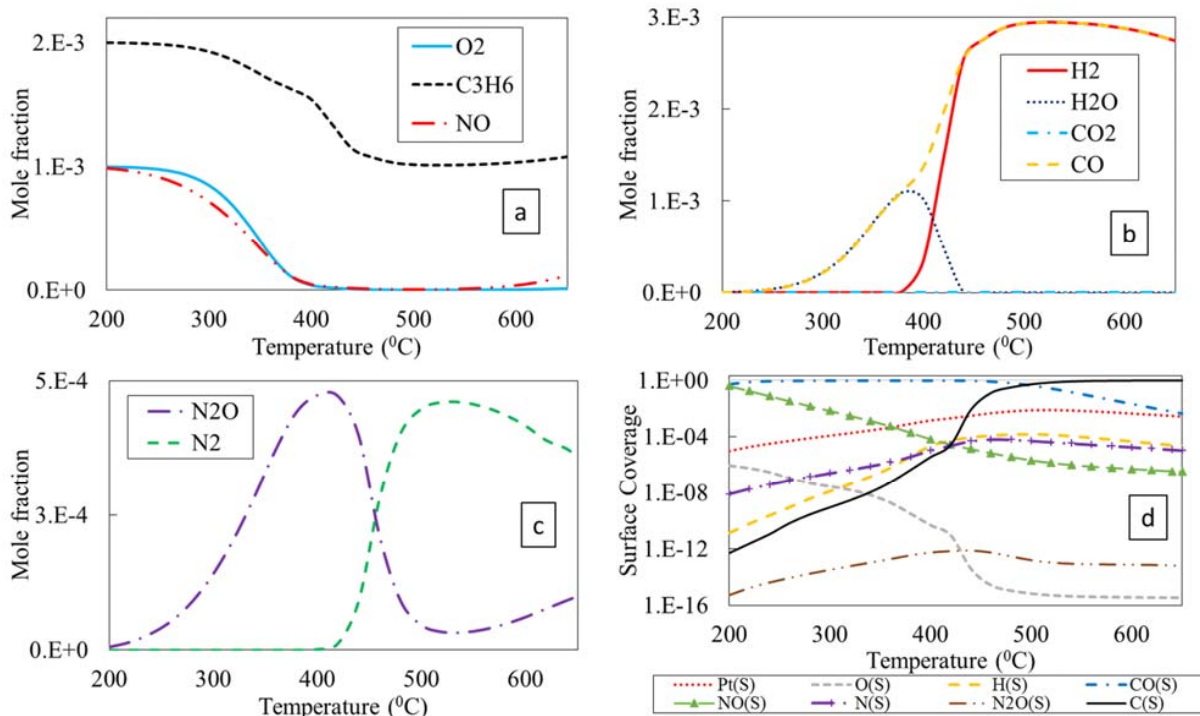 2.E-3
1.E-3
0.E+0
Mole fraction
O2
C3H6
NO
a
200 300 400 500 600
Temperature (⁰C)
3.E-3
2.E-3
1.E-3
0.E+0
Mole fraction
H2
H2O
CO2
CO
b
200 300 400 500 600
Temperature (⁰C)
5.E-4
3.E-4
0.E+0
Mole fraction
N2O
N2
c
200 300 400 500 600
Temperature (⁰C)
1.E+00
1.E-04
1.E-08
1.E-12
1.E-16
Surface Coverage
d
200 300 400 500 600
Temperature (⁰C)
Pt(S) O(S) H(S) CO(S)
NO(S) N(S) N2O(S) C(S)